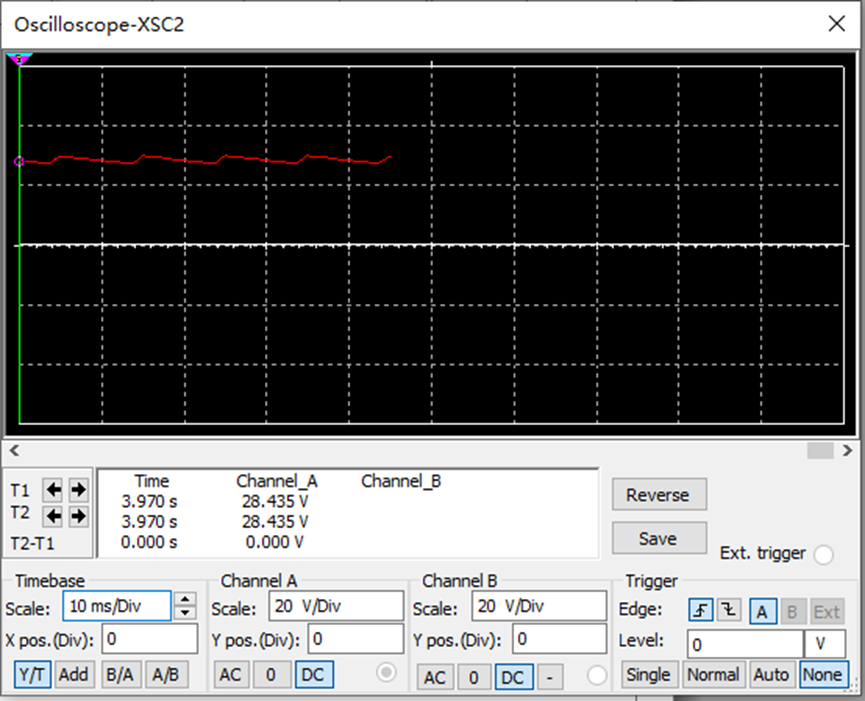 Oscilloscope-XSC2
T1
T2
T2-T1
Time Channel_A Channel_B
3.970 s 28.435 V
3.970 s 28.435 V
0.000 s 0.000 V
Reverse
Save
Ext. trigger
Timebase
Scale: 10 ms/Div
X pos.(Div): 0
Y/T Add B/A A/B
Channel A
Scale: 20 V/Div
Y pos.(Div): 0
AC 0 DC
Channel B
Scale: 20 V/Div
Y pos.(Div): 0
AC 0 DC -
Trigger
Edge: A B Ext
Level: 0 V
Single Normal Auto None